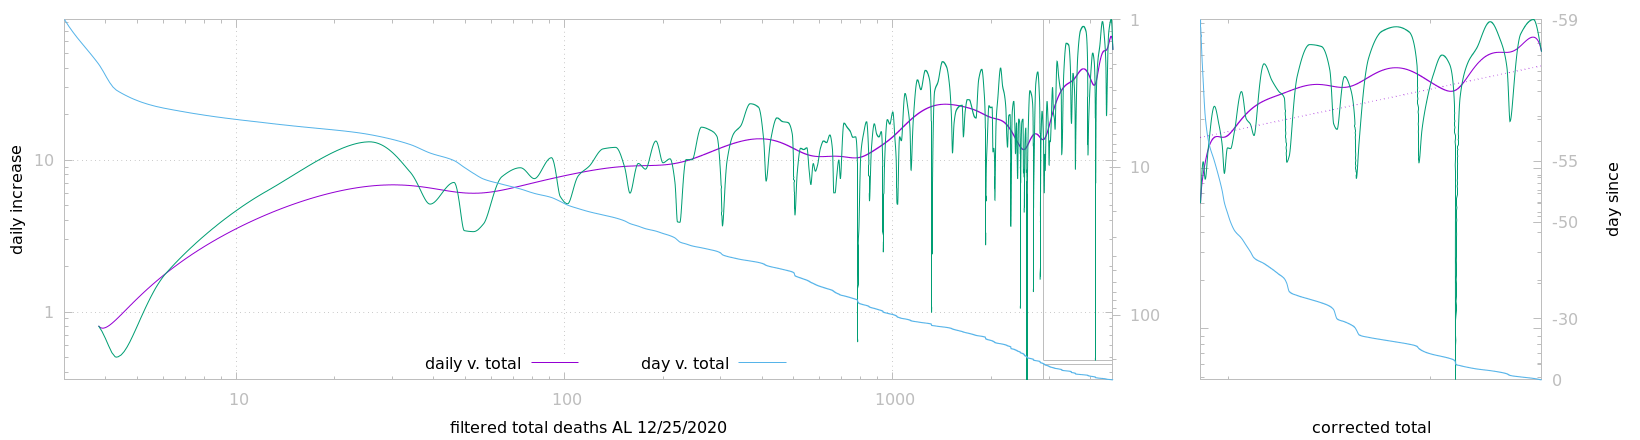 1
-59
10
10
-55
daily increase
-50
day since
1
100
-30
daily v. total
day v. total
0
10
100
1000
filtered total deaths AL 12/25/2020
corrected total